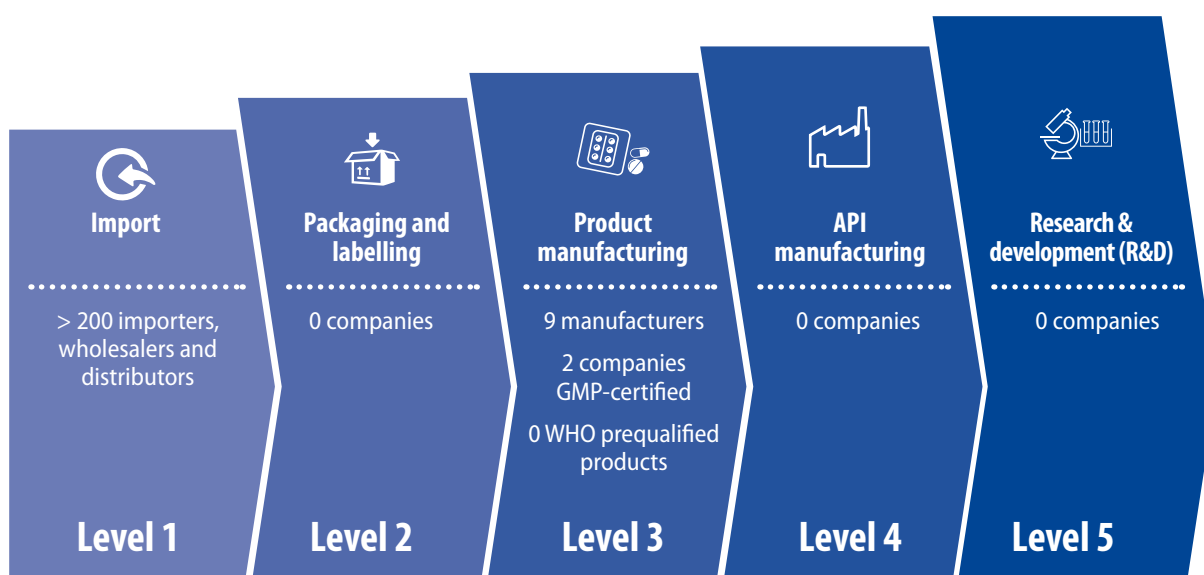 Import
> 200 importers,
wholesalers and
distributors
Level 1
Packaging and
labelling
0 companies
Level 2
Product
manufacturing
9 manufacturers
2 companies
GMP-certified
0 WHO prequalified
products
Level 3
API
manufacturing
0 companies
Level 4
Research &
development (R&D)
0 companies
Level 5